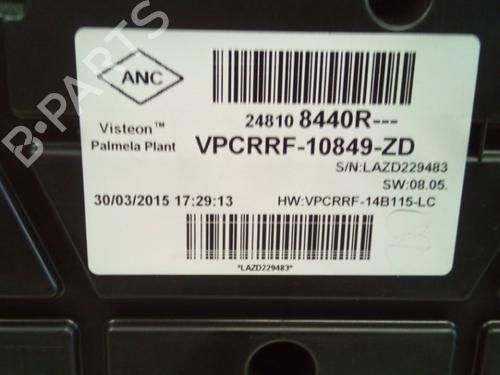 ANC
24810 8440R---
Visteon™
Palmela Plant
VPCRRF-10849-ZD
S/N:LAZD229483
SW:08.05.
30/03/2015 17:29:13
HW:VPCRRF-14B115-LC
*LAZD229483*
B-PARTS